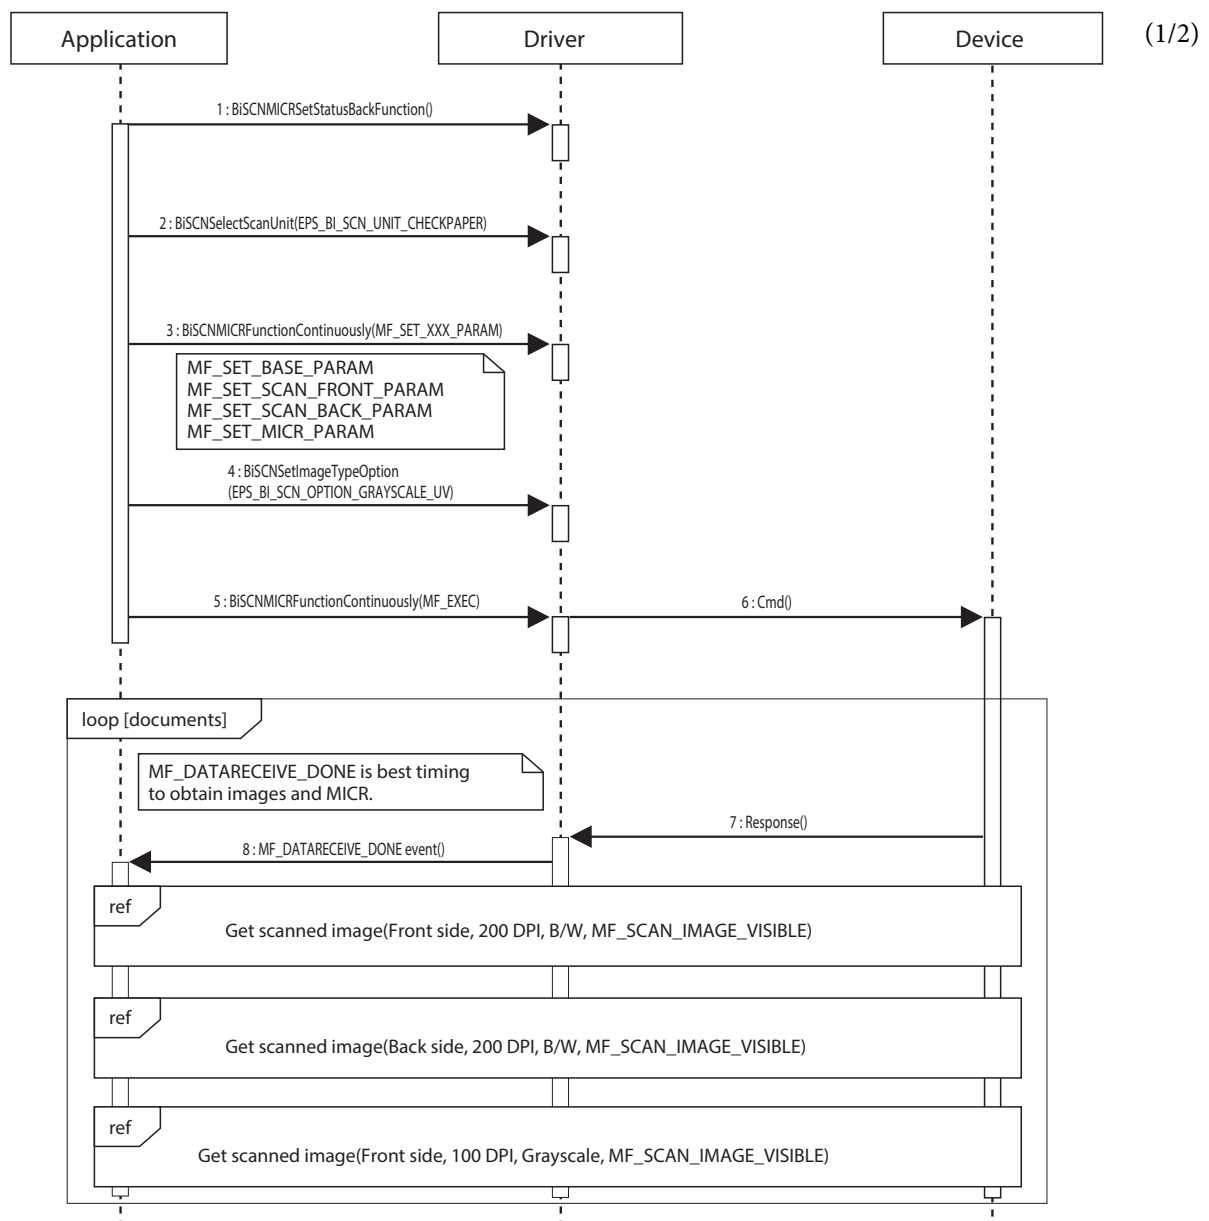 Application
Driver
Device
(1/2)
1 : BiSCNMICRSetStatusBackFunction()
2 : BiSCNSelectScanUnit(EPS_BI_SCN_UNIT_CHECKPAPER)
3 : BiSCNMICRFunctionContinuously(MF_SET_XXX_PARAM)
MF_SET_BASE_PARAM
MF_SET_SCAN_FRONT_PARAM
MF_SET_SCAN_BACK_PARAM
MF_SET_MICR_PARAM
4 : BiSCNSetImageTypeOption
(EPS_BI_SCN_OPTION_GRAYSCALE_UV)
5 : BiSCNMICRFunctionContinuously(MF_EXEC)
6 : Cmd()
loop [documents]
MF_DATARECEIVE_DONE is best timing
to obtain images and MICR.
7 : Response()
8 : MF_DATARECEIVE_DONE event()
ref
Get scanned image(Front side, 200 DPI, B/W, MF_SCAN_IMAGE_VISIBLE)
ref
Get scanned image(Back side, 200 DPI, B/W, MF_SCAN_IMAGE_VISIBLE)
ref
Get scanned image(Front side, 100 DPI, Grayscale, MF_SCAN_IMAGE_VISIBLE)